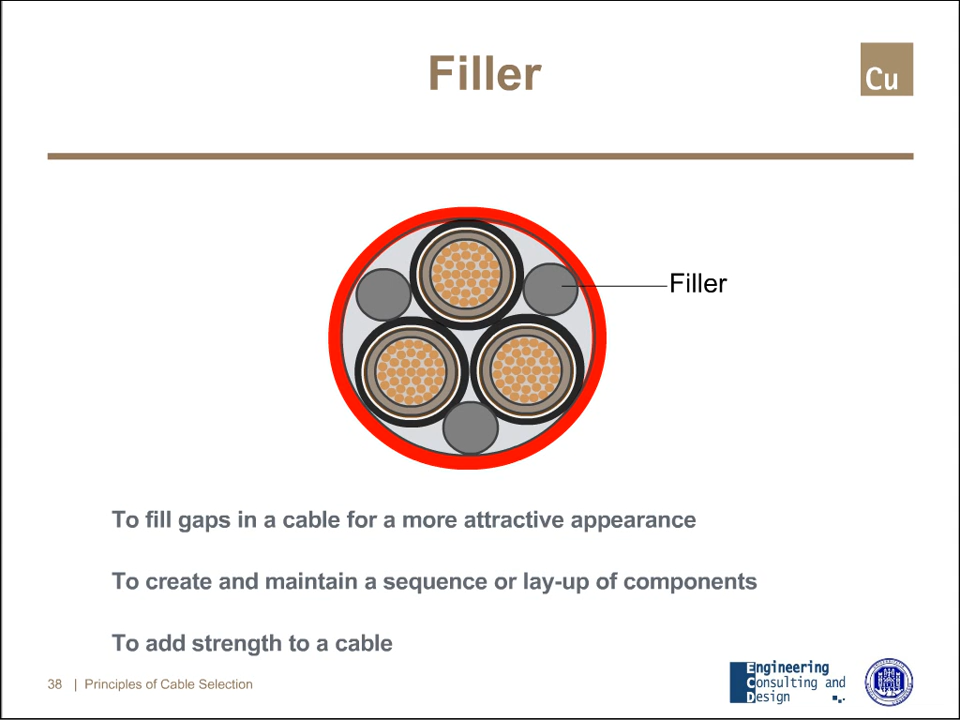 Filler
Cu
Filler
To fill gaps in a cable for a more attractive appearance
To create and maintain a sequence or lay-up of components
To add strength to a cable
38 | Principles of Cable Selection
Engineering
Consulting and
Design